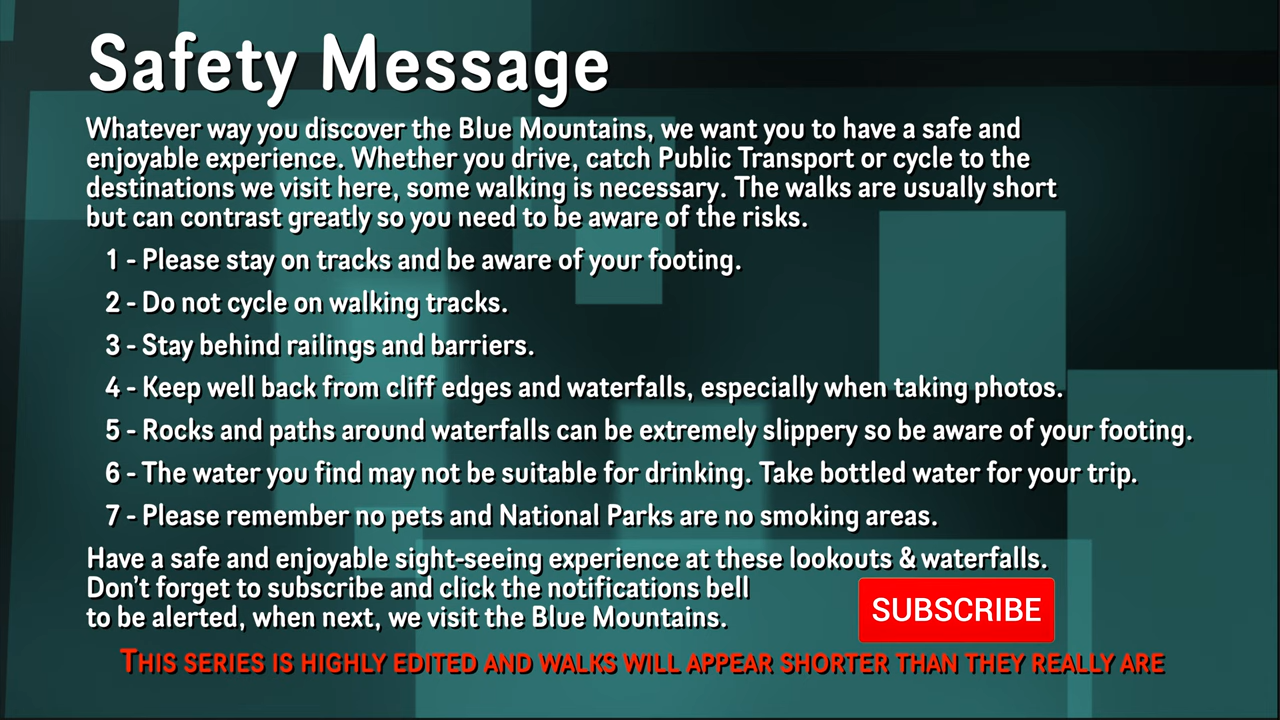 Safety Message
Whatever way you discover the Blue Mountains, we want you to have a safe and
enjoyable experience. Whether you drive, catch Public Transport or cycle to the
destinations we visit here, some walking is necessary. The walks are usually short
but can contrast greatly so you need to be aware of the risks.
1 - Please stay on tracks and be aware of your footing.
2 - Do not cycle on walking tracks.
3 - Stay behind railings and barriers.
4 - Keep well back from cliff edges and waterfalls, especially when taking photos.
5 - Rocks and paths around waterfalls can be extremely slippery so be aware of your footing.
6 - The water you find may not be suitable for drinking. Take bottled water for your trip.
7 - Please remember no pets and National Parks are no smoking areas.
Have a safe and enjoyable sight-seeing experience at these lookouts & waterfalls.
Don't forget to subscribe and click the notifications bell
to be alerted, when next, we visit the Blue Mountains.
SUBSCRIBE
THIS SERIES IS HIGHLY EDITED AND WALKS WILL APPEAR SHORTER THAN THEY REALLY ARE